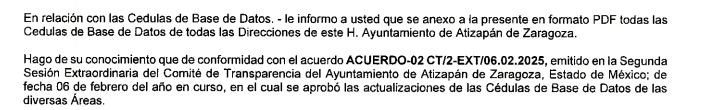 En relación con las Cedulas de Base de Datos. - le informo a usted que se anexo a la presente en formato PDF todas las
Cedulas de Base de Datos de todas las Direcciones de este H. Ayuntamiento de Atizapán de Zaragoza.
Hago de su conocimiento que de conformidad con el acuerdo ACUERDO-02 CT/2-EXT/06.02.2025, emitido en la Segunda
Sesión Extraordinaria del Comité de Transparencia del Ayuntamiento de Atizapán de Zaragoza, Estado de México; de
fecha 06 de febrero del año en curso, en el cual se aprobó las actualizaciones de las Cédulas de Base de Datos de las
diversas Áreas.